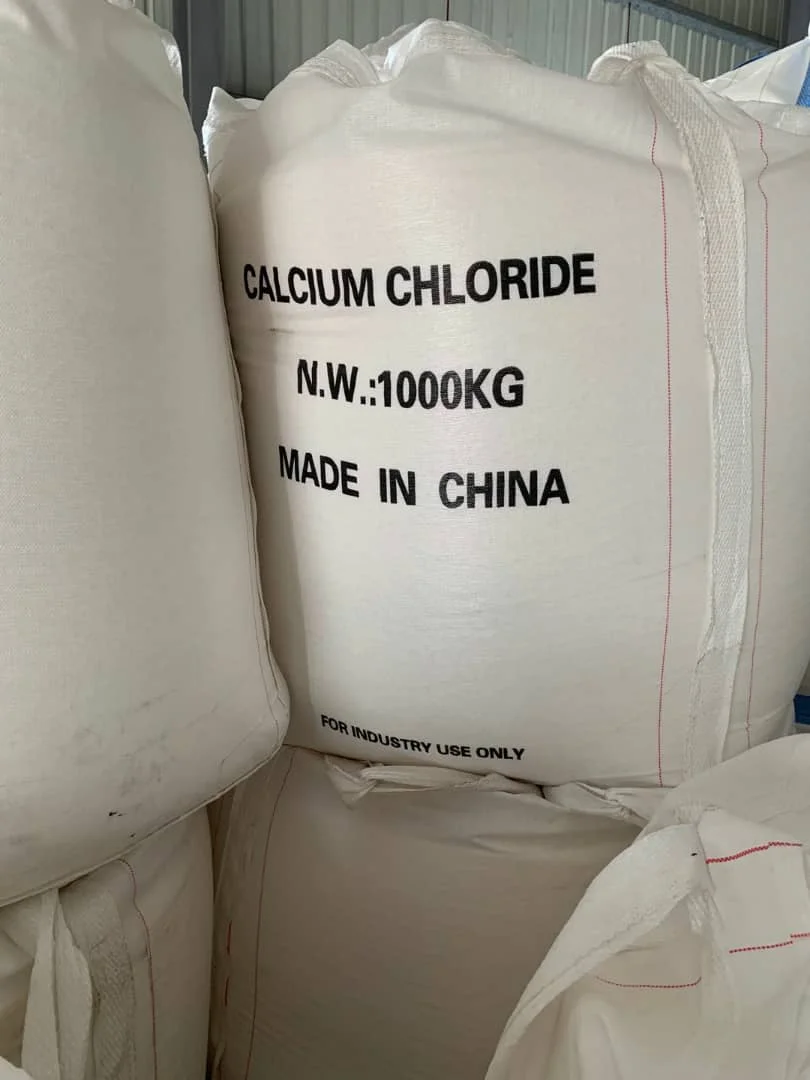 CALCIUM CHLORIDE
N.W.:1000KG
MADE IN CHINA
FOR INDUSTRY USE ONLY